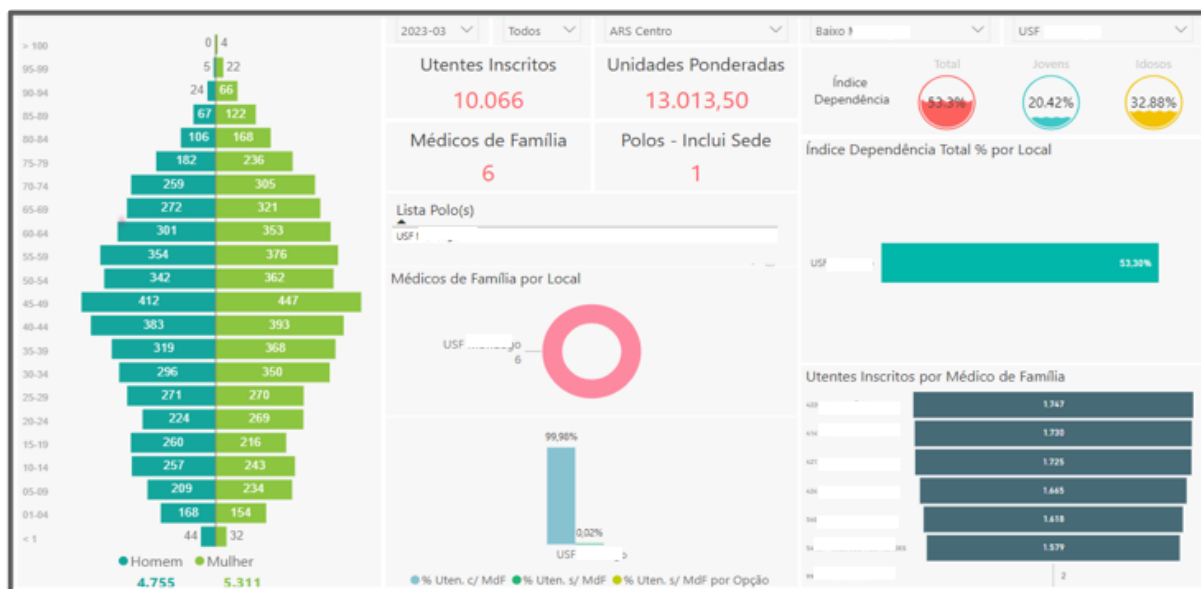 2023-03
Todos
ARS Centro
Baixo
USF
> 100 0 4
95-99 5 22
90-94 24 66
85-89 67 122
80-84 106 168
75-79 182 236
70-74 259 305
65-69 272 321
60-64 301 353
55-59 354 376
50-54 342 362
45-49 412 447
40-44 383 393
35-39 319 368
30-34 296 350
25-29 271 270
20-24 224 269
15-19 260 216
10-14 257 243
05-09 209 234
01-04 168 154
< 1 44 32
Homem Mulher
4.755 5.311
Utentes Inscritos
10.066
Unidades Ponderadas
13.013,50
Médicos de Família
6
Polos - Inclui Sede
1
Lista Polo(s)
USF
Médicos de Família por Local
USF
6
99,98%
0,02%
USF
% Uten. c/ MdF % Uten. s/ MdF % Uten. s/ MdF por Opção
Índice
Dependência
Total Jovens Idosos
53.3% 20.42% 32.88%
Índice Dependência Total % por Local
USF 53,30%
Utentes Inscritos por Médico de Família
1.747
1.730
1.725
1.665
1.618
1.579
2